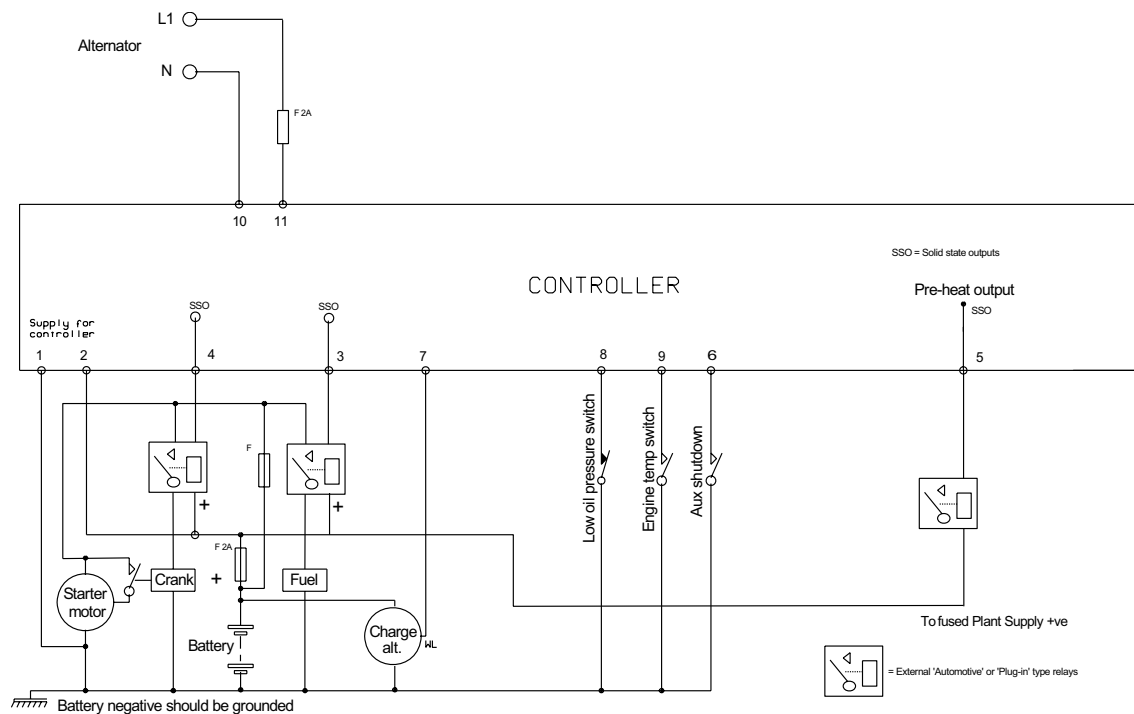 L1
Alternator
N
F 2A
10
11
SSO = Solid state outputs
CONTROLLER
Pre-heat output
SSO
SSO
SSO
Supply for
controller
1
2
4
3
7
8
9
6
5
F
Low oil pressure switch
Engine temp switch
Aux shutdown
+
+
F 2A
Crank
+
Fuel
Starter
motor
Charge
alt.
WL
Battery
To fused Plant Supply +ve
= External 'Automotive' or 'Plug-in' type relays
Battery negative should be grounded